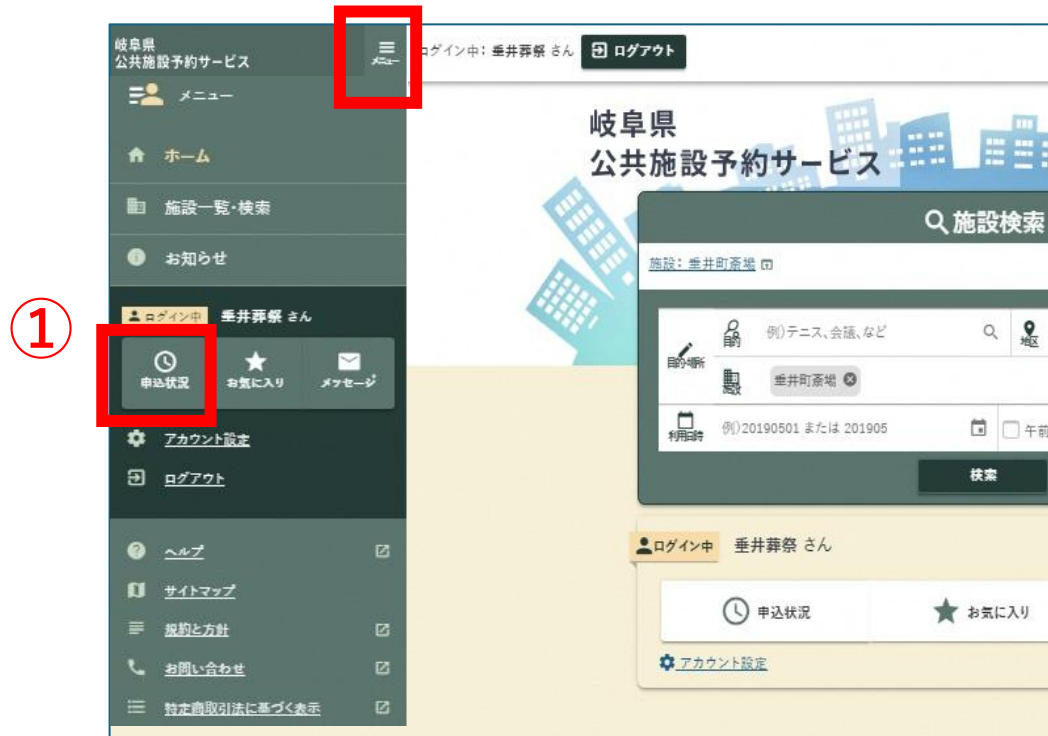 岐阜県
公共施設予約サービス
メニュー
メニュー
ホーム
施設一覧・検索
お知らせ
①
ログイン中 垂井葬祭 さん
申込状況 お気に入り メッセージ
アカウント設定
ログアウト
ヘルプ
サイトマップ
規約と方針
お問い合わせ
特定商取引法に基づく表示
ログイン中: 垂井葬祭 さん ログアウト
岐阜県
公共施設予約サービス
施設検索
施設: 垂井町斎場
目的・場所 目的 例)テニス、会議、など 地区
施設 垂井町斎場
利用日時 例)20190501 または 201905 午前
検索
ログイン中 垂井葬祭 さん
申込状況 お気に入り
アカウント設定